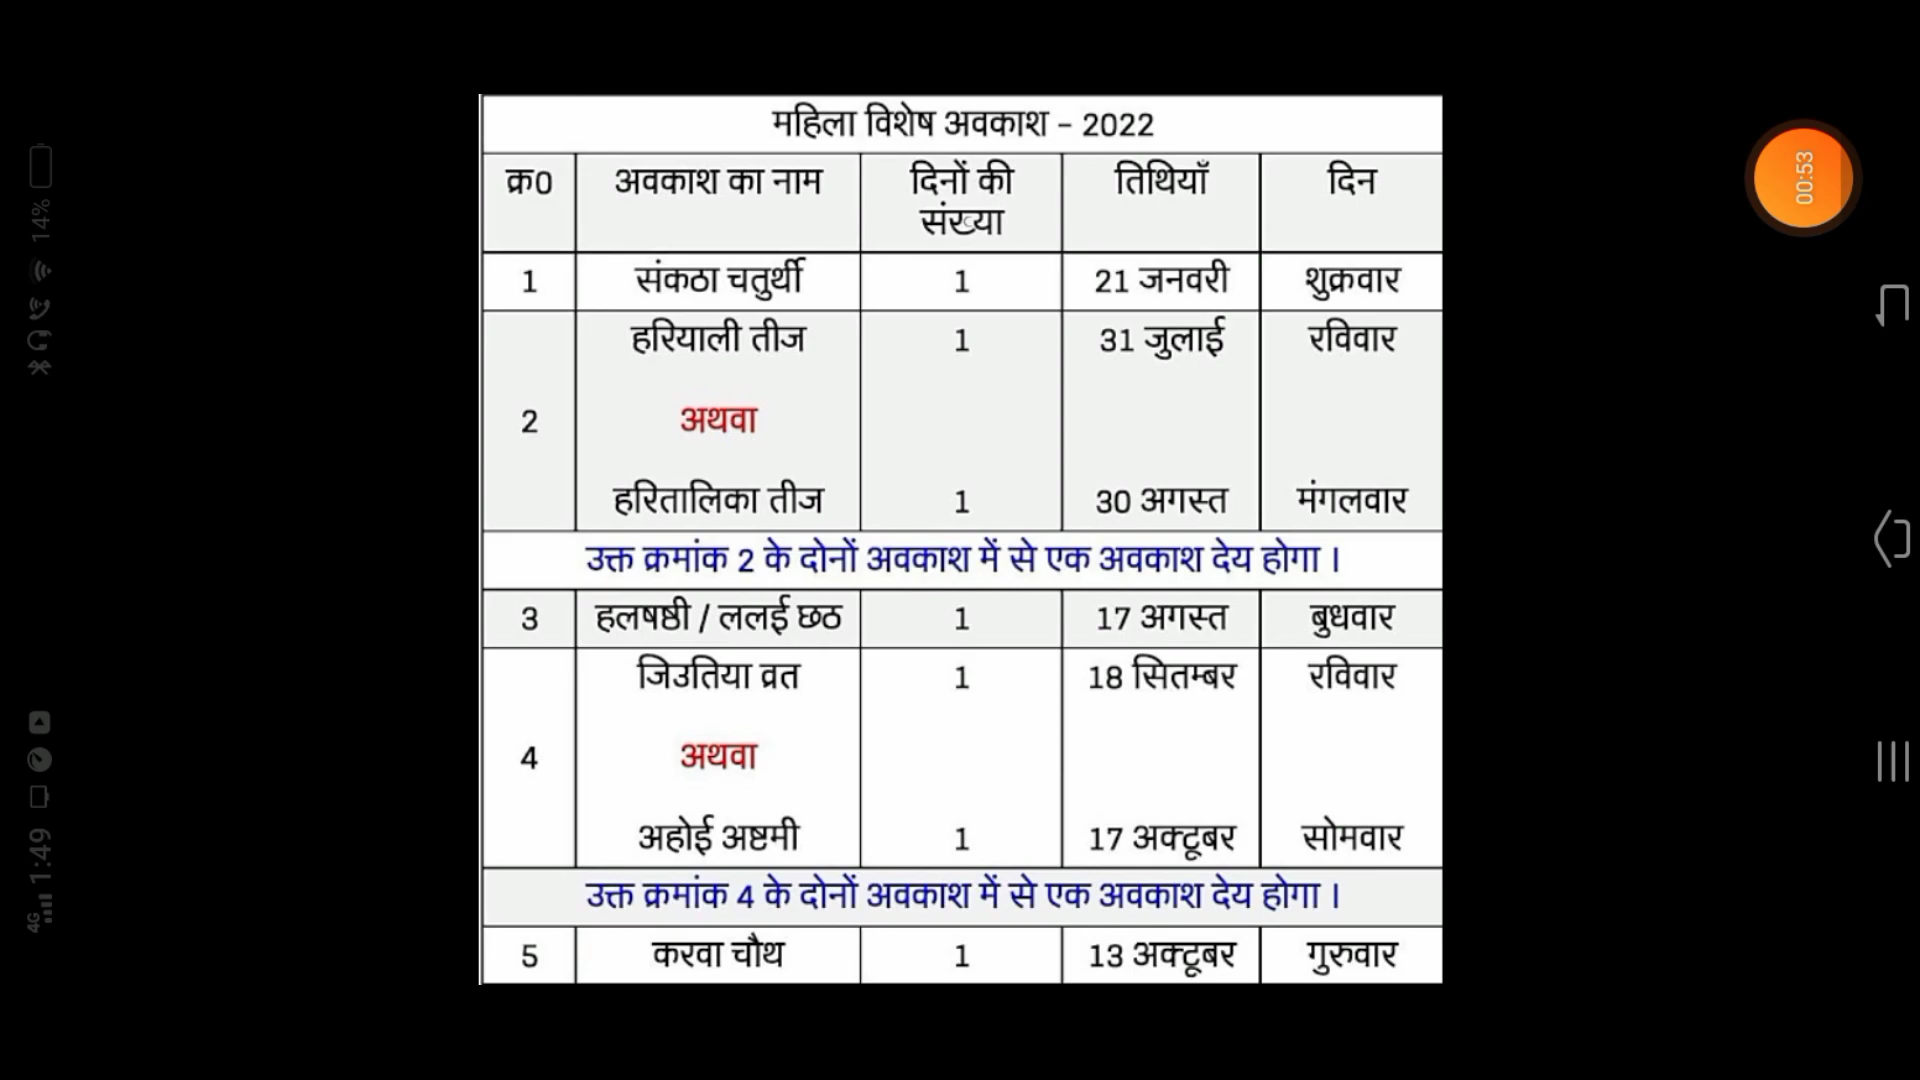 महिला विशेष अवकाश - 2022
क्र0 अवकाश का नाम दिनों की संख्या तिथियाँ दिन
1 संकठा चतुर्थी 1 21 जनवरी शुक्रवार
हरियाली तीज 1 31 जुलाई रविवार
2 अथवा
हरितालिका तीज 1 30 अगस्त मंगलवार
उक्त क्रमांक 2 के दोनों अवकाश में से एक अवकाश देय होगा ।
3 हलषष्ठी / ललई छठ 1 17 अगस्त बुधवार
जिउतिया व्रत 1 18 सितम्बर रविवार
4 अथवा
अहोई अष्टमी 1 17 अक्टूबर सोमवार
उक्त क्रमांक 4 के दोनों अवकाश में से एक अवकाश देय होगा ।
5 करवा चौथ 1 13 अक्टूबर गुरुवार
00:53
14%
4G 1:49